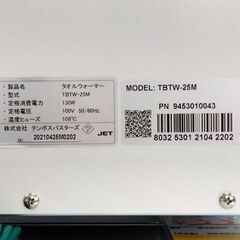 ・製品名 タオルウォーマー
・型式 TBTW-25M
・定格消費電力 130W
・定格電圧 100V 50/60Hz
・温度ヒューズ 108℃
株式会社 テンポスバスターズ
20210425M0202
PS
E
JET
MODEL: TBTW-25M
PN 9453010043
8032 5301 2104 2202